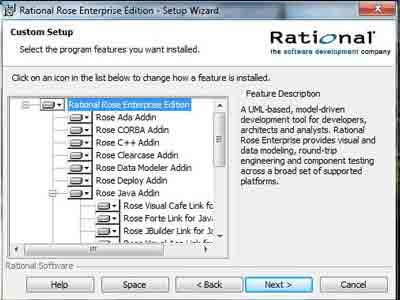 Rational Rose Enterprise Edition - Setup Wizard
Custom Setup
Select the program features you want installed.
Rational
the software development company
Click on an icon in the list below to change how a feature is installed.
Rational Rose Enterprise Edition
Rose Ada Addin
Rose CORBA Addin
Rose C++ Addin
Rose Clearcase Addin
Rose Data Modeler Addin
Rose Deploy Addin
Rose Java Addin
Rose Visual Cafe Link fo
Rose Forte Link for Java
Rose JBuilder Link for J
Feature Description
A UML-based, model-driven
development tool for developers,
architects and analysts. Rational
Rose Enterprise provides visual and
data modeling, round-trip
engineering and component testing
across a broad set of supported
platforms.
Rational Software
Help
Space
< Back
Next >
Cancel